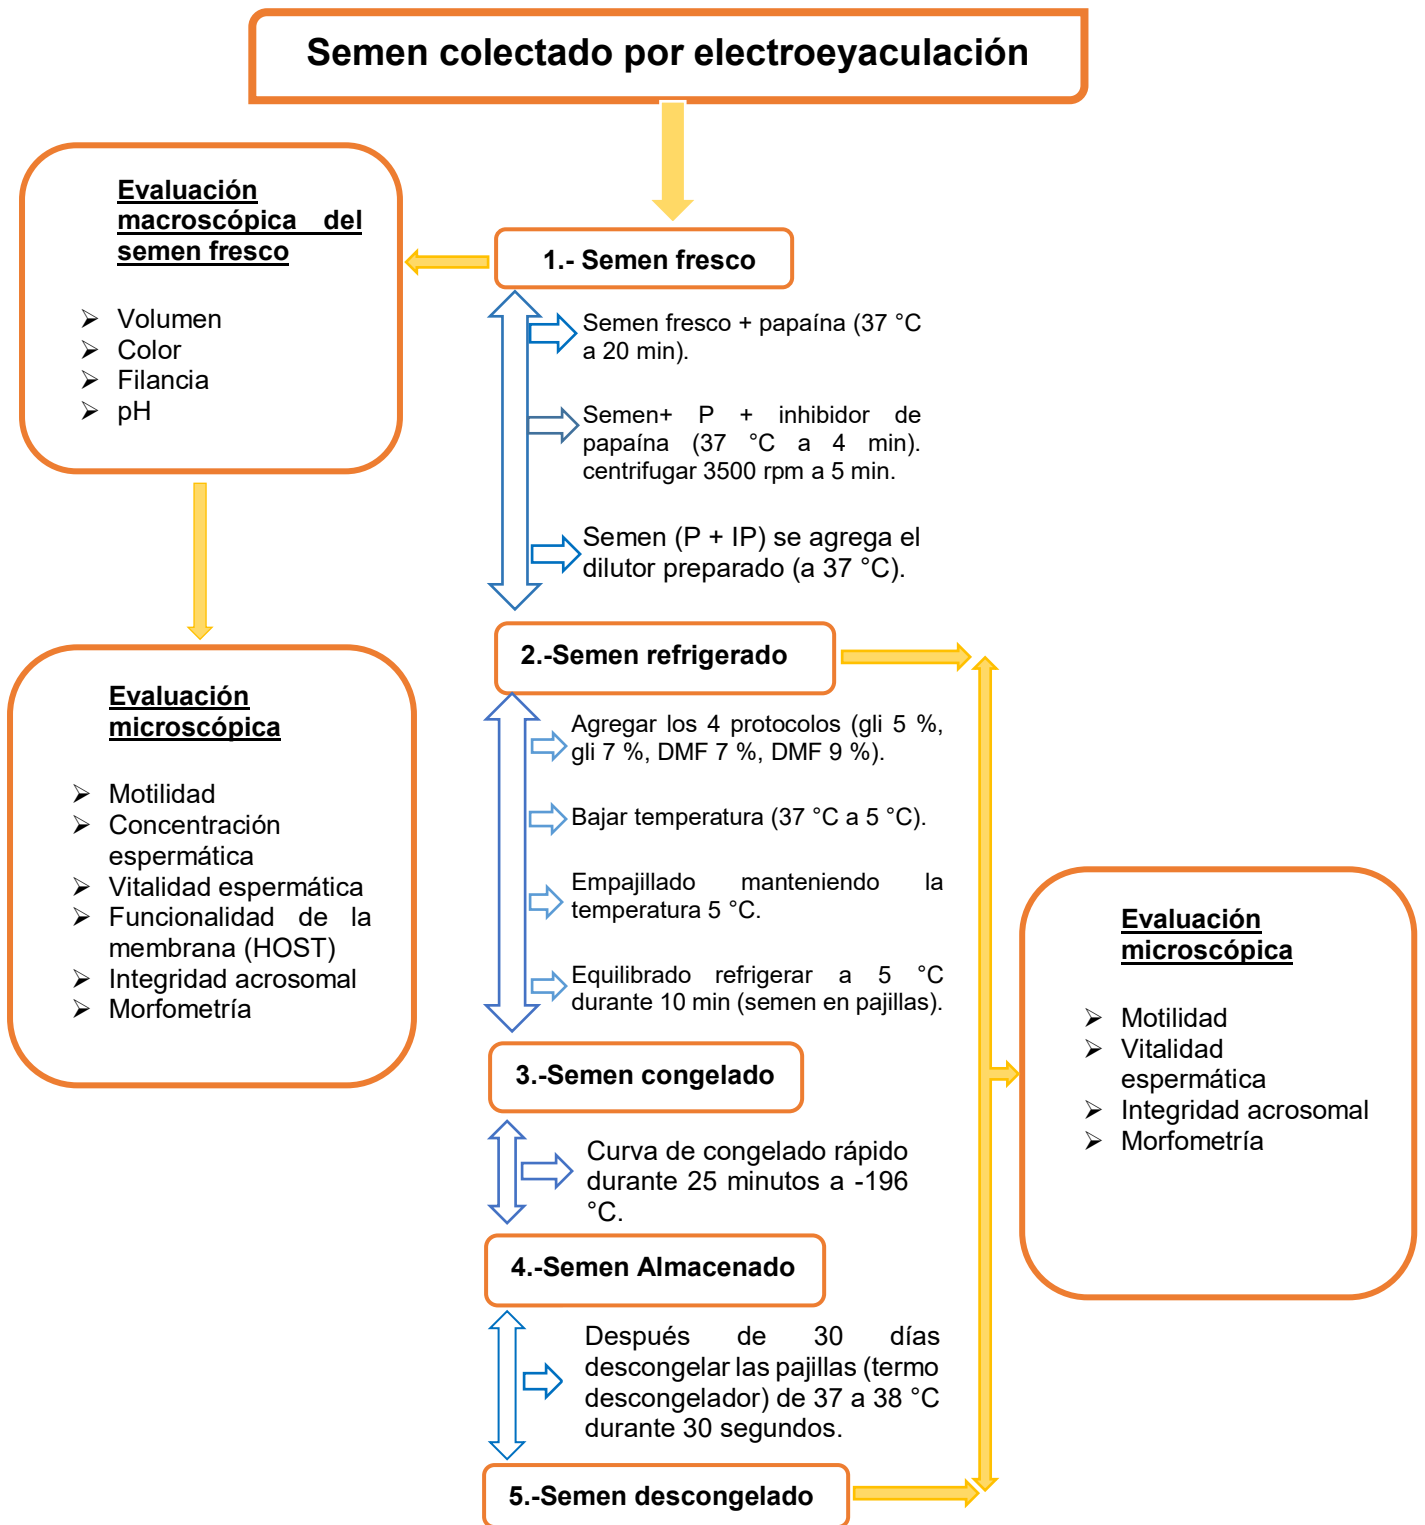 Semen colectado por electroeyaculación
Evaluación
macroscópica del
semen fresco
➢ Volumen
➢ Color
➢ Filancia
➢ pH
1.- Semen fresco
Semen fresco + papaína (37 °C
a 20 min).
Semen+ P + inhibidor de
papaína (37 °C a 4 min).
centrifugar 3500 rpm a 5 min.
Semen (P + IP) se agrega el
dilutor preparado (a 37 °C).
2.-Semen refrigerado
Evaluación
microscópica
➢ Motilidad
➢ Concentración
espermática
➢ Vitalidad espermática
➢ Funcionalidad de la
membrana (HOST)
➢ Integridad acrosomal
➢ Morfometría
Agregar los 4 protocolos (gli 5 %,
gli 7 %, DMF 7 %, DMF 9 %).
Bajar temperatura (37 °C a 5 °C).
Empajillado manteniendo la
temperatura 5 °C.
Equilibrado refrigerar a 5 °C
durante 10 min (semen en pajillas).
Evaluación
microscópica
➢ Motilidad
➢ Vitalidad
espermática
➢ Integridad acrosomal
➢ Morfometría
3.-Semen congelado
Curva de congelado rápido
durante 25 minutos a -196
°C.
4.-Semen Almacenado
Después de 30 días
descongelar las pajillas (termo
descongelador) de 37 a 38 °C
durante 30 segundos.
5.-Semen descongelado